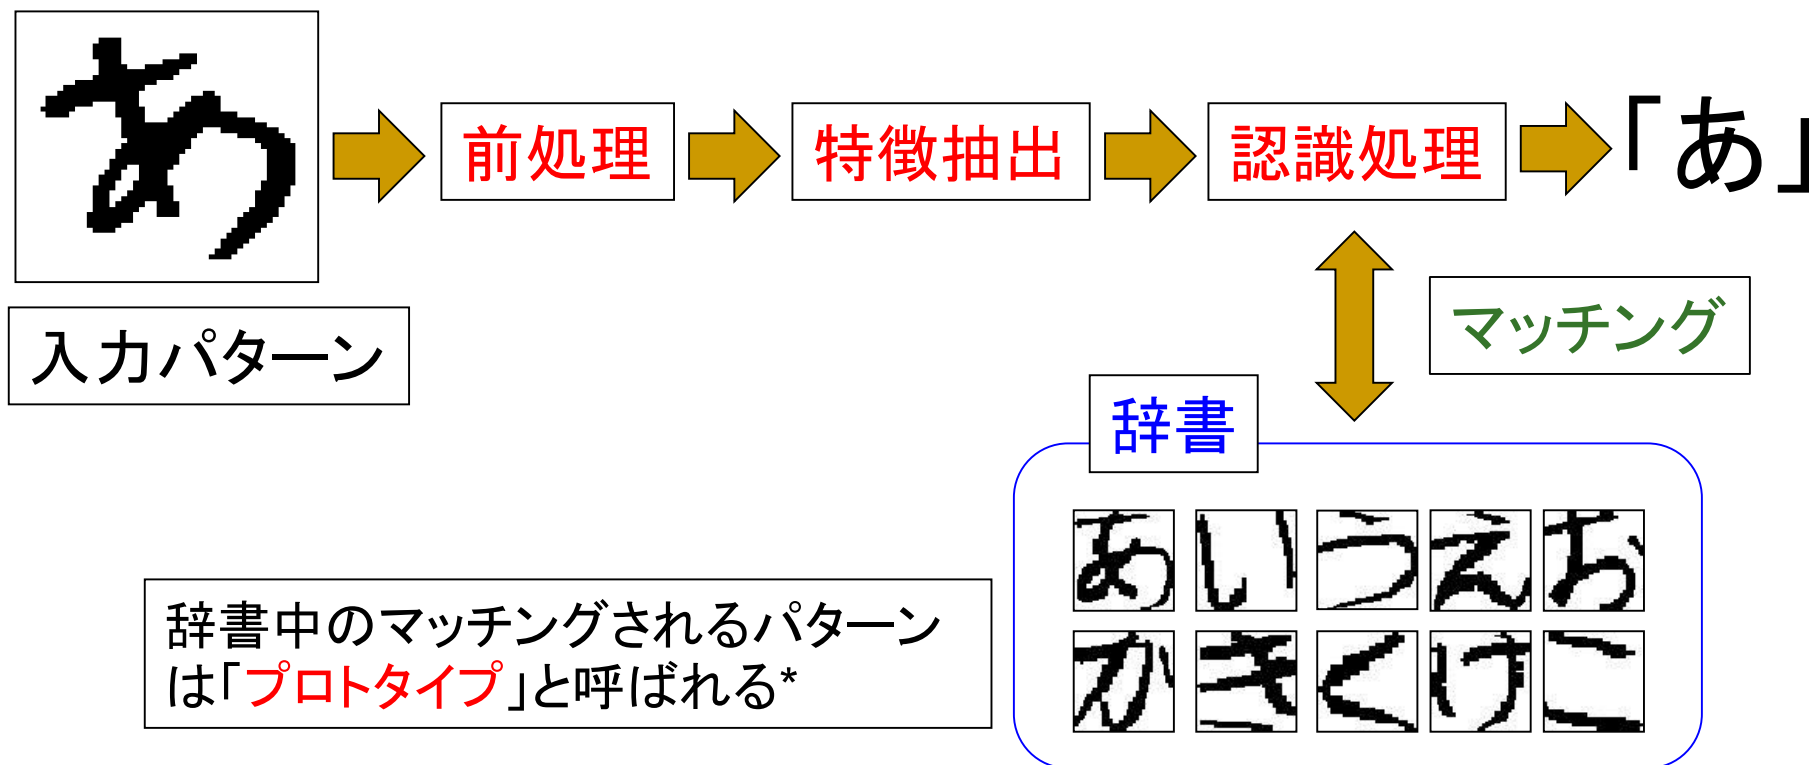 あ
前処理
特徴抽出
認識処理
「あ」
入力パターン
マッチング
辞書
あ い う え お
か き く け こ
辞書中のマッチングされるパターン
は「プロトタイプ」と呼ばれる*